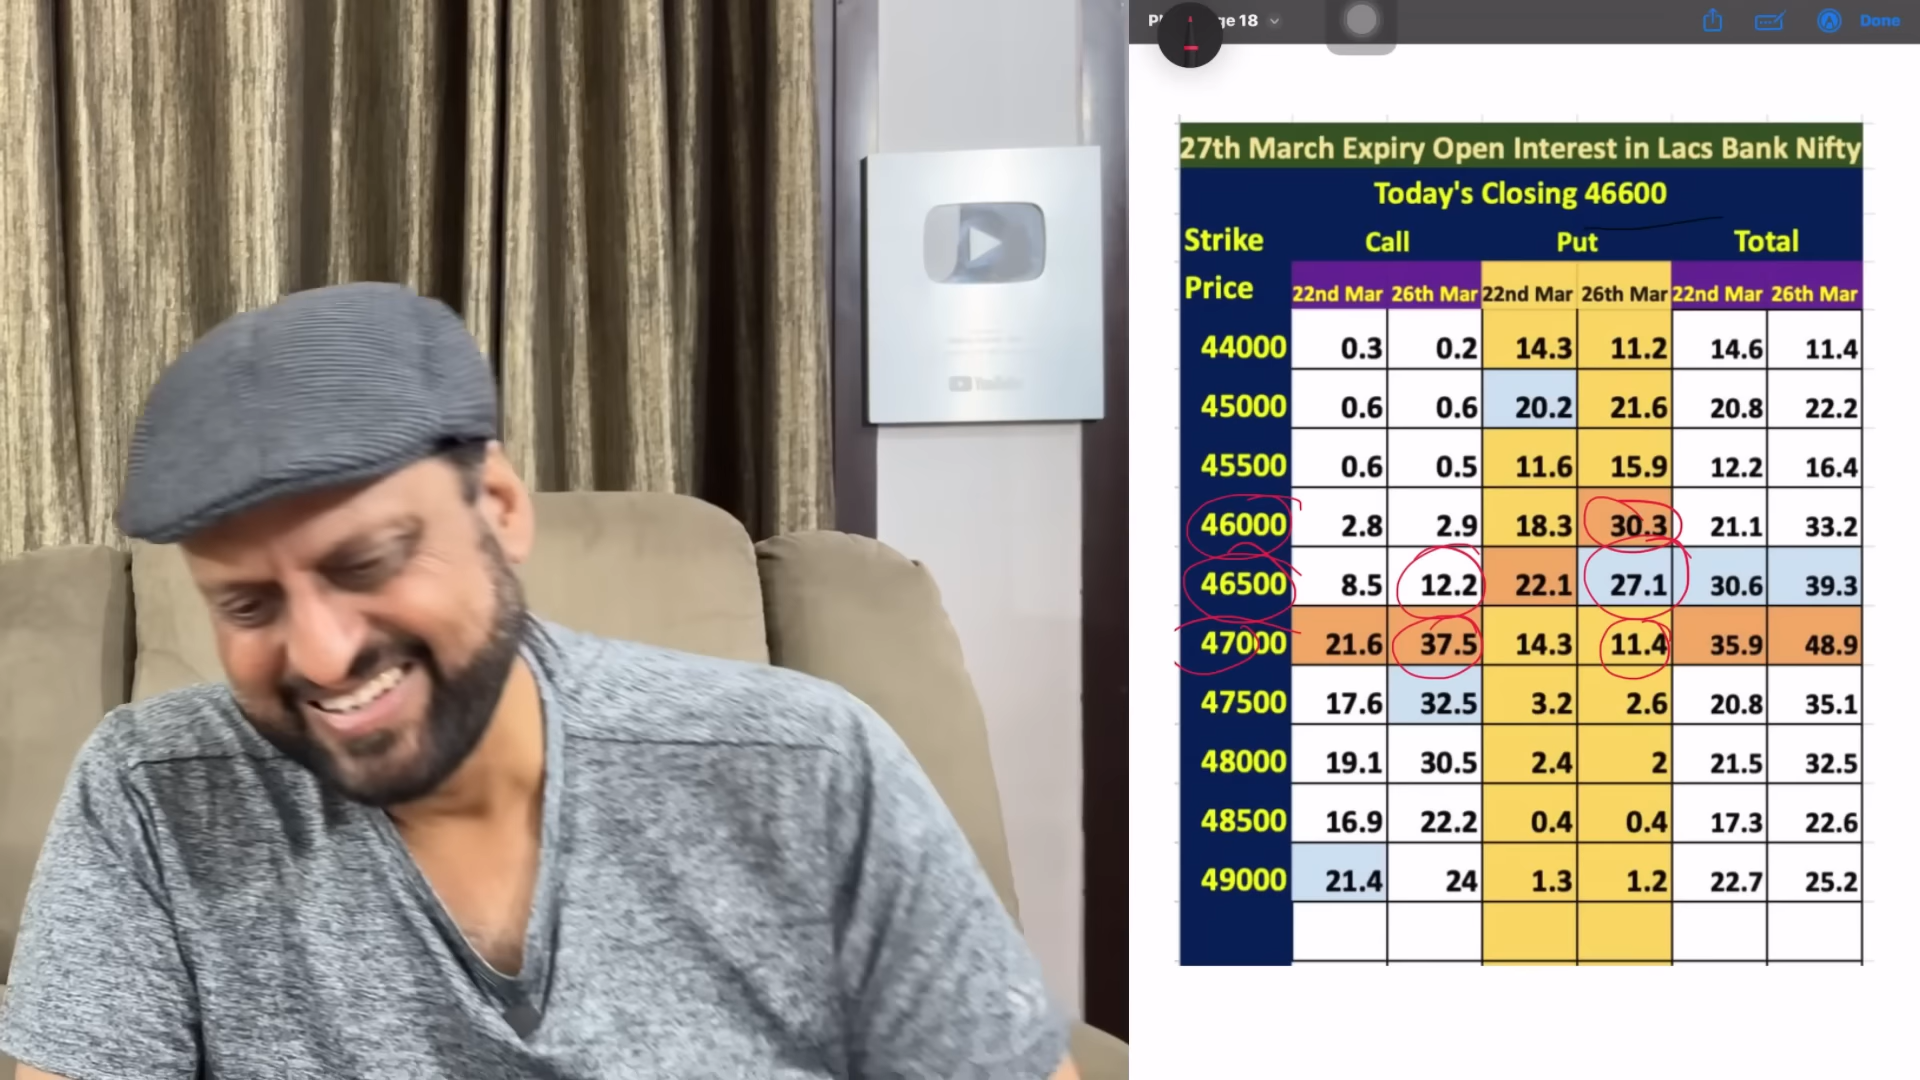 ge 18
Done
27th March Expiry Open Interest in Lacs Bank Nifty
Today's Closing 46600
Strike Price Call Put Total
22nd Mar 26th Mar 22nd Mar 26th Mar 22nd Mar 26th Mar
44000 0.3 0.2 14.3 11.2 14.6 11.4
45000 0.6 0.6 20.2 21.6 20.8 22.2
45500 0.6 0.5 11.6 15.9 12.2 16.4
46000 2.8 2.9 18.3 30.3 21.1 33.2
46500 8.5 12.2 22.1 27.1 30.6 39.3
47000 21.6 37.5 14.3 11.4 35.9 48.9
47500 17.6 32.5 3.2 2.6 20.8 35.1
48000 19.1 30.5 2.4 2 21.5 32.5
48500 16.9 22.2 0.4 0.4 17.3 22.6
49000 21.4 24 1.3 1.2 22.7 25.2
YouTube